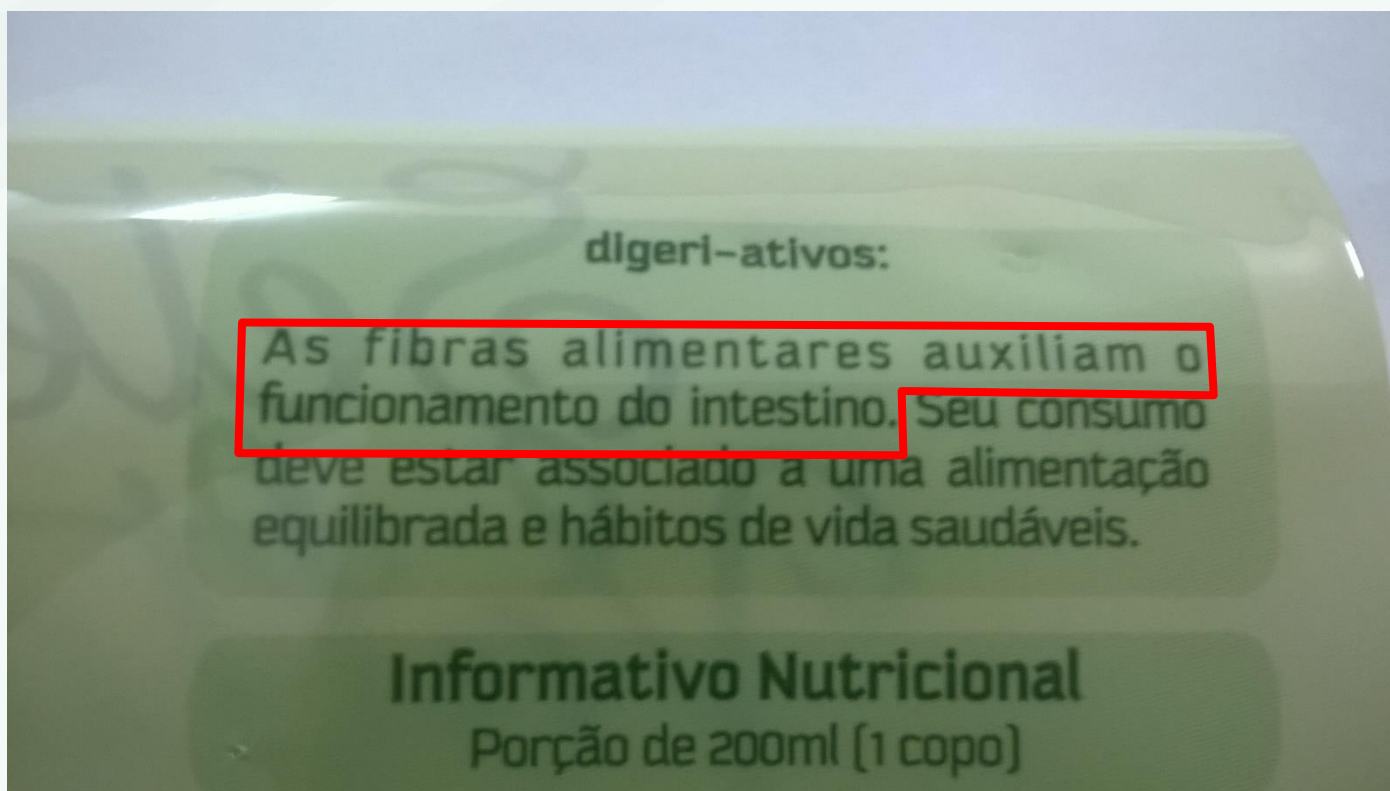 digeri-ativos:
As fibras alimentares auxiliam o
funcionamento do intestino. Seu consumo
deve estar associado a uma alimentação
equilibrada e hábitos de vida saudáveis.
Informativo Nutricional
Porção de 200ml (1 copo)